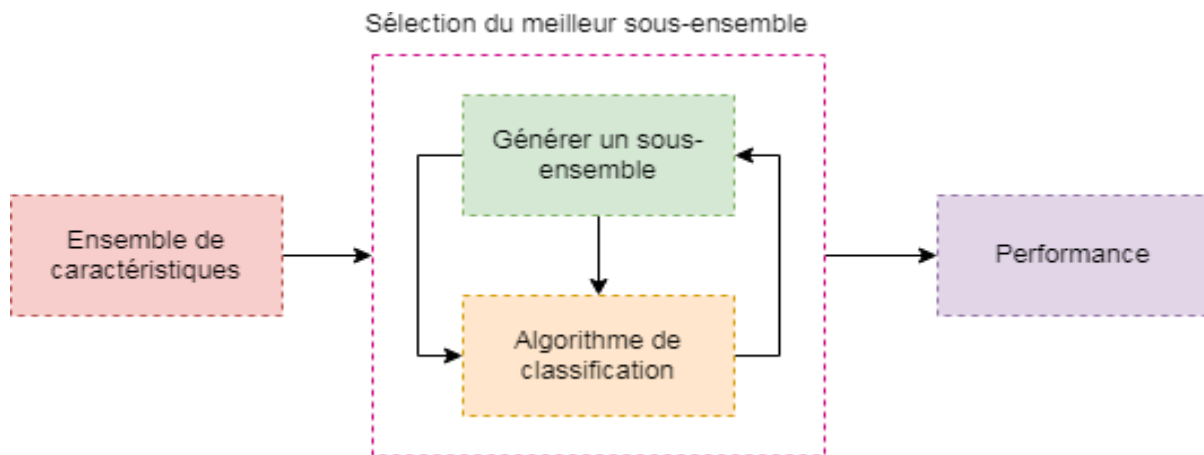 Sélection du meilleur sous-ensemble
Générer un sous-
ensemble
Ensemble de
caractéristiques
Performance
Algorithme de
classification